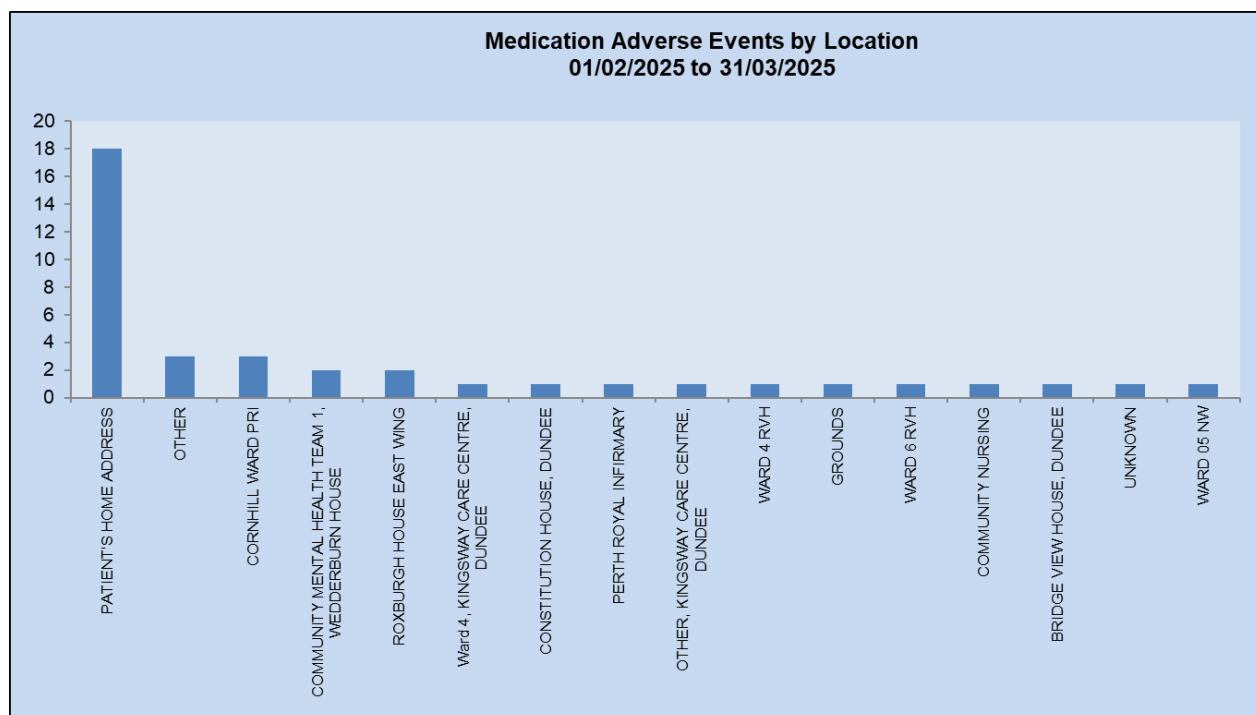 Medication Adverse Events by Location
01/02/2025 to 31/03/2025
20
18
16
14
12
10
8
6
4
2
0
PATIENT'S HOME ADDRESS
OTHER
CORNHILL WARD PRI
COMMUNITY MENTAL HEALTH TEAM 1,
WEDDERBURN HOUSE
ROXBURGH HOUSE EAST WING
Ward 4, KINGSWAY CARE CENTRE,
DUNDEE
CONSTITUTION HOUSE, DUNDEE
PERTH ROYAL INFIRMARY
OTHER, KINGSWAY CARE CENTRE,
DUNDEE
WARD 4 RVH
GROUNDS
WARD 6 RVH
COMMUNITY NURSING
BRIDGE VIEW HOUSE, DUNDEE
UNKNOWN
WARD 05 NW